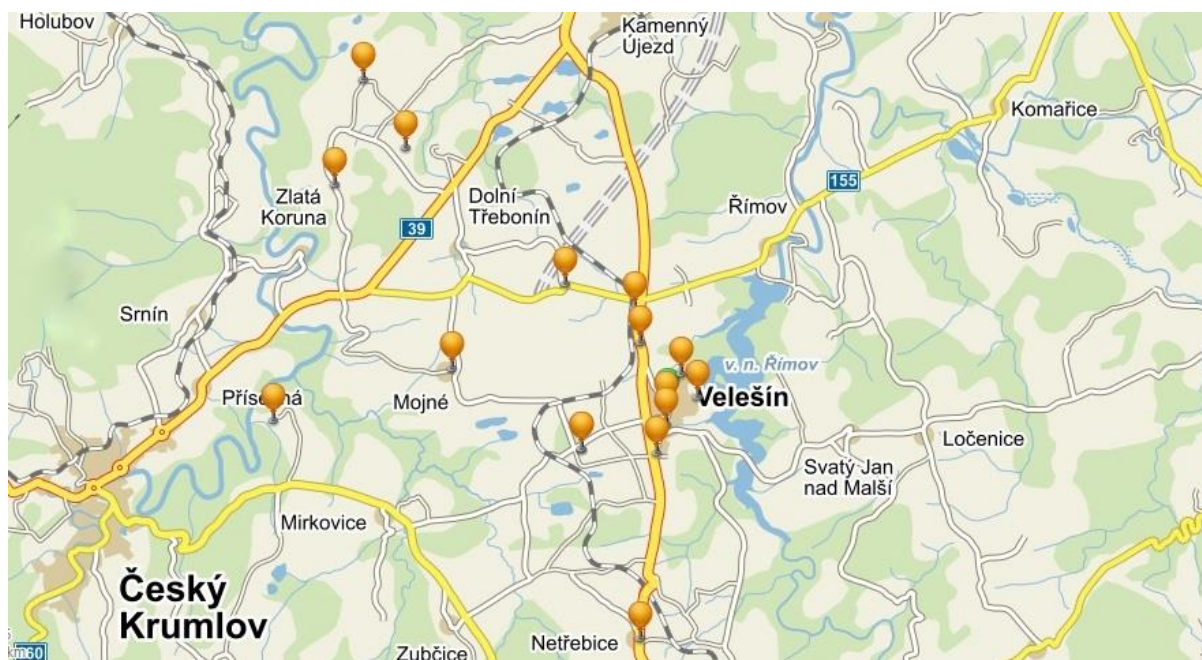 Holubov
Kamenný
Újezd
Komařice
155
Zlatá
Koruna
Dolní
Třebonín
Římov
39
Srnín
v. n. Římov
Mojné
Velešín
Ločenice
Svatý Jan
nad Malší
Mirkovice
Český
Krumlov
Netřebice
Zubčice
km